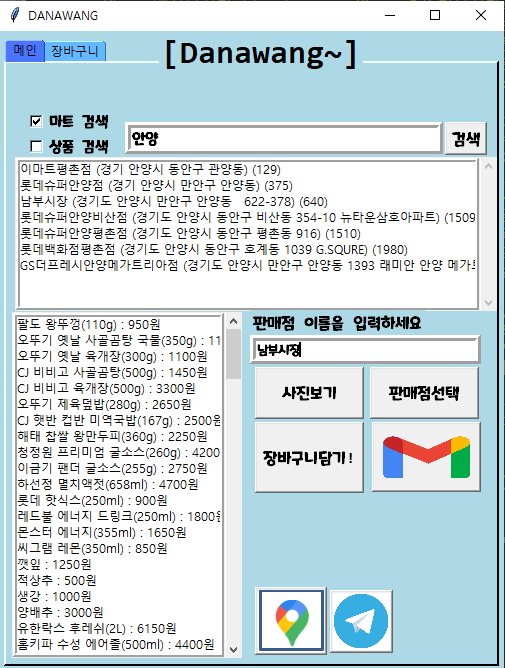 DANAWANG
메인 장바구니
[Danawang~]
마트 검색
상품 검색
안양 검색
이마트평촌점 (경기 안양시 동안구 관양동) (129)
롯데슈퍼안양점 (경기 안양시 만안구 안양동) (375)
남부시장 (경기도 안양시 만안구 안양동 622-378) (640)
롯데슈퍼안양비산점 (경기도 안양시 동안구 비산동 354-10 뉴타운삼호아파트) (1509
롯데슈퍼안양평촌점 (경기도 안양시 동안구 평촌동 916) (1510)
롯데백화점평촌점 (경기도 안양시 동안구 호계동 1039 G.SQURE) (1980)
GS더프레시안양메가트리아점 (경기도 안양시 만안구 안양동 1393 래미안 안양 메가트
팔도 왕뚜껑(110g) : 950원
오뚜기 옛날 사골곰탕 국물(350g) : 11
오뚜기 옛날 육개장(300g) : 1100원
CJ 비비고 사골곰탕(500g) : 1450원
CJ 비비고 육개장(500g) : 3300원
오뚜기 제육덮밥(280g) : 2650원
CJ 햇반 컵반 미역국밥(167g) : 2500원
해태 찹쌀 왕만두피(360g) : 2250원
청정원 프리미엄 굴소스(260g) : 4200
이금기 팬더 굴소스(255g) : 2750원
하선정 멸치액젓(658ml) : 4700원
롯데 핫식스(250ml) : 900원
레드불 에너지 드링크(250ml) : 1800원
몬스터 에너지(355ml) : 1650원
씨그램 레몬(350ml) : 850원
깻잎 : 1250원
적상추 : 500원
생강 : 1000원
양배추 : 3000원
유한락스 후레쉬(2L) : 6150원
홈키파 수성 에어졸(500ml) : 4400원
판매점 이름을 입력하세요
남부시장
사진보기 판매점선택
장바구니담기!